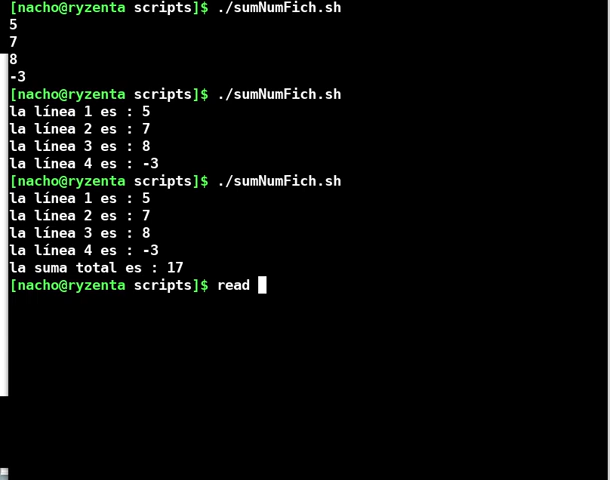 [nacho@ryzenta scripts]$ ./sumNumFich.sh
5
7
8
-3
[nacho@ryzenta scripts]$ ./sumNumFich.sh
la línea 1 es : 5
la línea 2 es : 7
la línea 3 es : 8
la línea 4 es : -3
[nacho@ryzenta scripts]$ ./sumNumFich.sh
la línea 1 es : 5
la línea 2 es : 7
la línea 3 es : 8
la línea 4 es : -3
la suma total es : 17
[nacho@ryzenta scripts]$ read